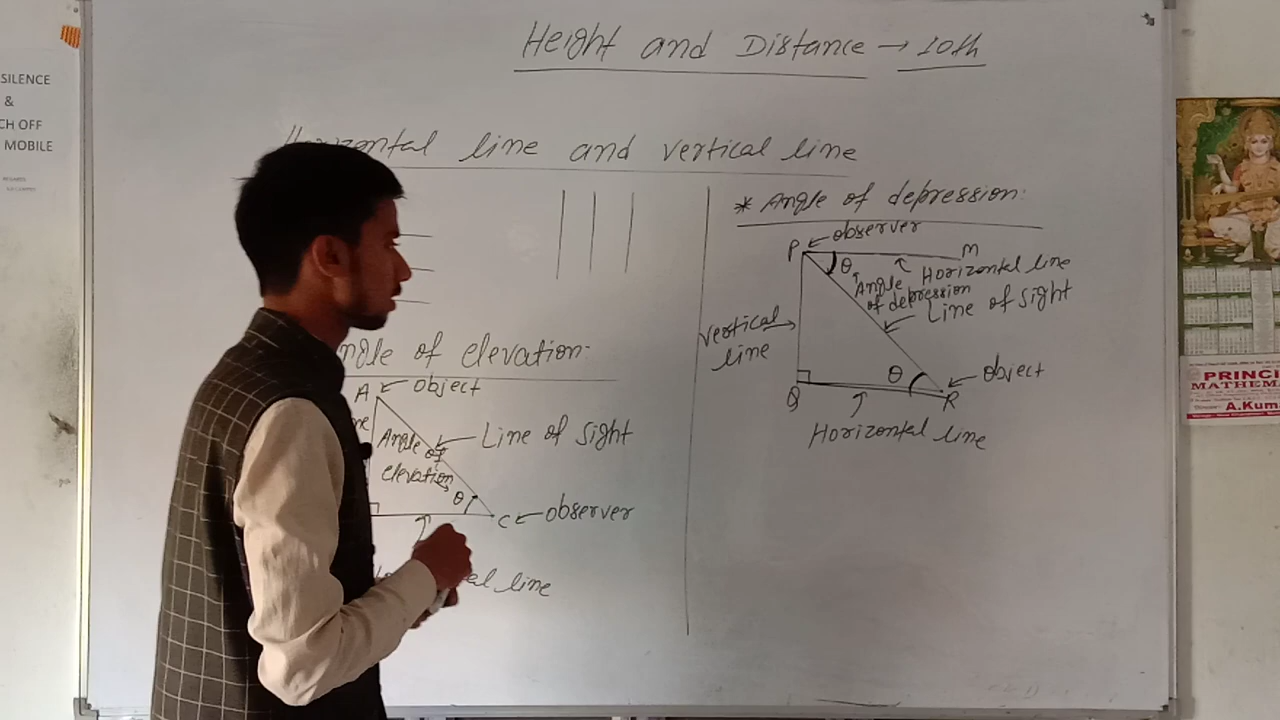 Height and Distance → 10th
SILENCE
&
CH OFF
MOBILE
Horizontal line and vertical line
* Angle of depression:
P ← observer
M
θ
Horizontal line
Angle
of depression
Line of sight
vertical
line
θ
object
Q
R
Horizontal line
ngle of elevation:
A ← object
Angle of
elevation
Line of sight
θ
C ← observer
line
PRINCI
MATHEMA
A.Kum